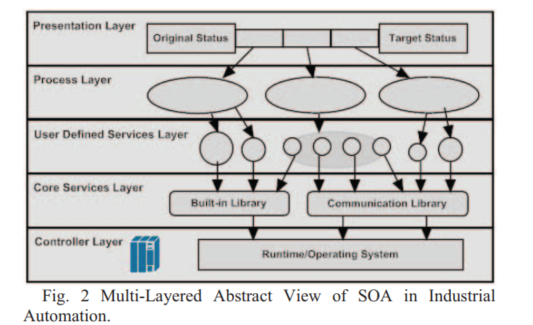 Presentation Layer
Original Status
Target Status
Process Layer
User Defined Services Layer
Core Services Layer
Built-in Library
Communication Library
Controller Layer
Runtime/Operating System
Fig. 2 Multi-Layered Abstract View of SOA in Industrial
Automation.